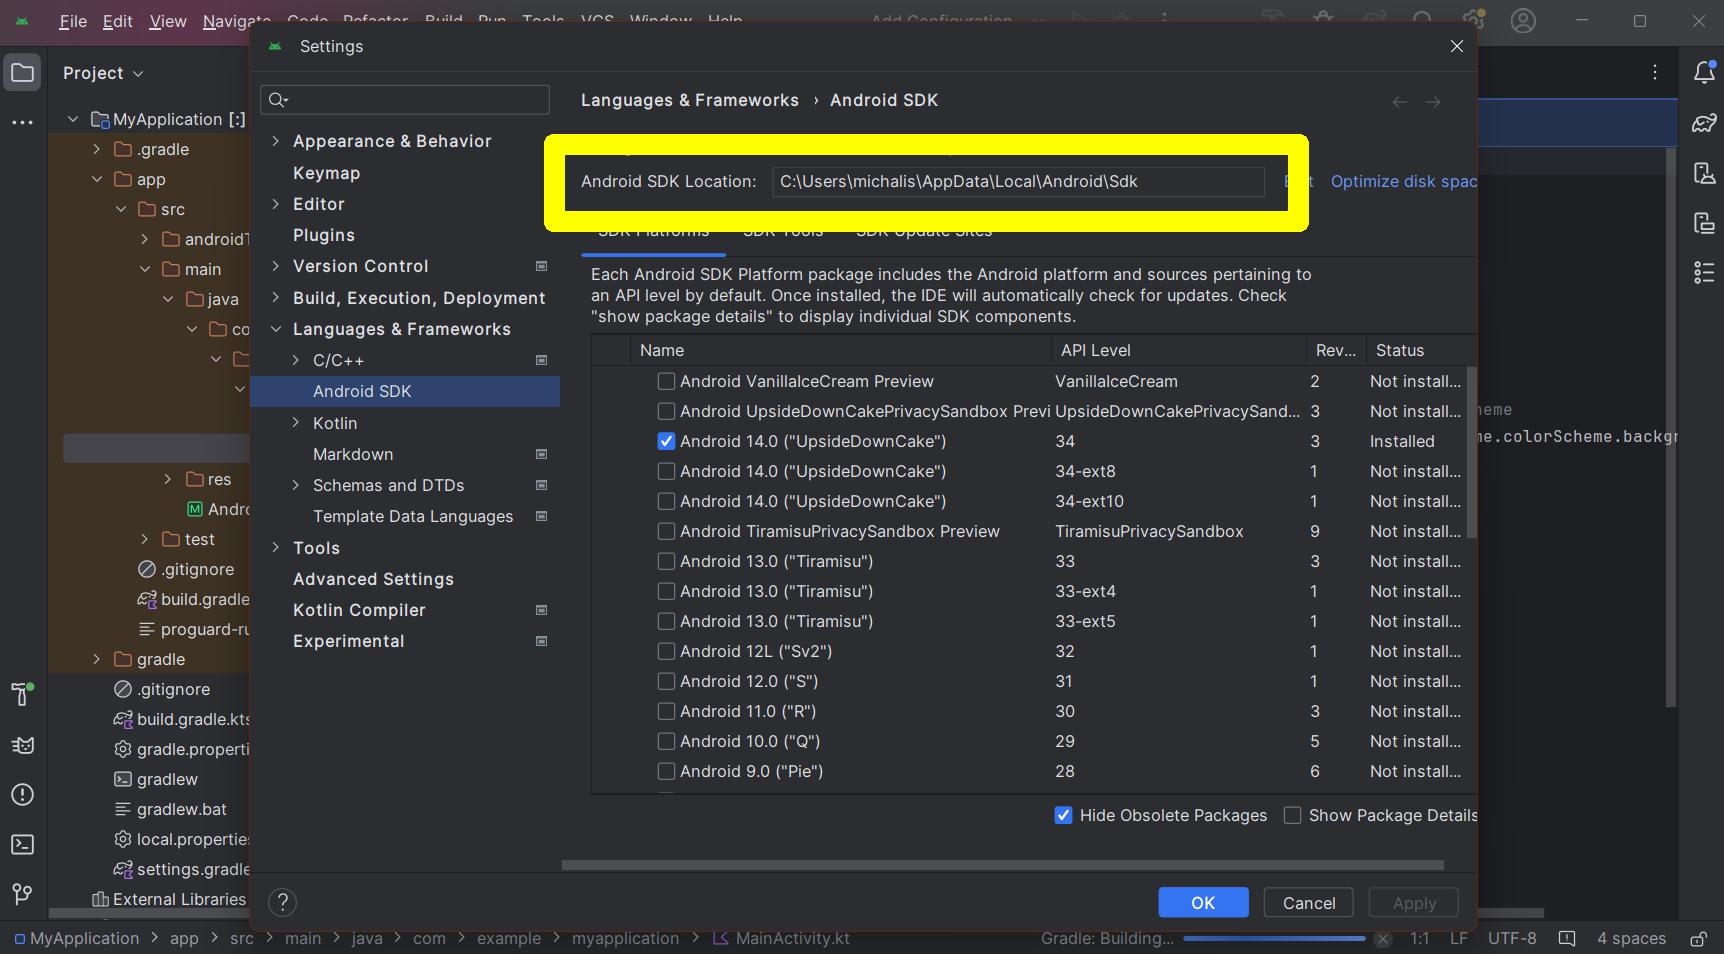 File Edit View Navigate Code Refactor Build Run Tools VCS Window Help Add Configuration...
Settings
Project
MyApplication [:]
.gradle
app
src
main
java
res
test
.gitignore
gradle
.gitignore
build.gradle.kts
gradlew
gradlew.bat
External Libraries
Appearance & Behavior
Keymap
Editor
Plugins
Version Control
Build, Execution, Deployment
Languages & Frameworks
C/C++
Android SDK
Kotlin
Markdown
Schemas and DTDs
Template Data Languages
Tools
Advanced Settings
Kotlin Compiler
Experimental
Languages & Frameworks › Android SDK
Android SDK Location: C:\Users\michalis\AppData\Local\Android\Sdk Optimize disk spac
SDK Platforms SDK Tools SDK Update Sites
Each Android SDK Platform package includes the Android platform and sources pertaining to
an API level by default. Once installed, the IDE will automatically check for updates. Check
"show package details" to display individual SDK components.
Name API Level Rev... Status
Android VanillaIceCream Preview VanillaIceCream 2 Not install...
Android UpsideDownCakePrivacySandbox Previ UpsideDownCakePrivacySand... 3 Not install...
Android 14.0 ("UpsideDownCake") 34 3 Installed
Android 14.0 ("UpsideDownCake") 34-ext8 1 Not install...
Android 14.0 ("UpsideDownCake") 34-ext10 1 Not install...
Android TiramisuPrivacySandbox Preview TiramisuPrivacySandbox 9 Not install...
Android 13.0 ("Tiramisu") 33 3 Not install...
Android 13.0 ("Tiramisu") 33-ext4 1 Not install...
Android 13.0 ("Tiramisu") 33-ext5 1 Not install...
Android 12L ("Sv2") 32 1 Not install...
Android 12.0 ("S") 31 1 Not install...
Android 11.0 ("R") 30 3 Not install...
Android 10.0 ("Q") 29 5 Not install...
Android 9.0 ("Pie") 28 6 Not install...
Hide Obsolete Packages Show Package Details
? OK Cancel Apply
eme
me.colorScheme.backgr
MyApplication > app > src > main > java > com > example > myapplication > MainActivity.kt Gradle: Building... 1:1 LF UTF-8 4 spaces